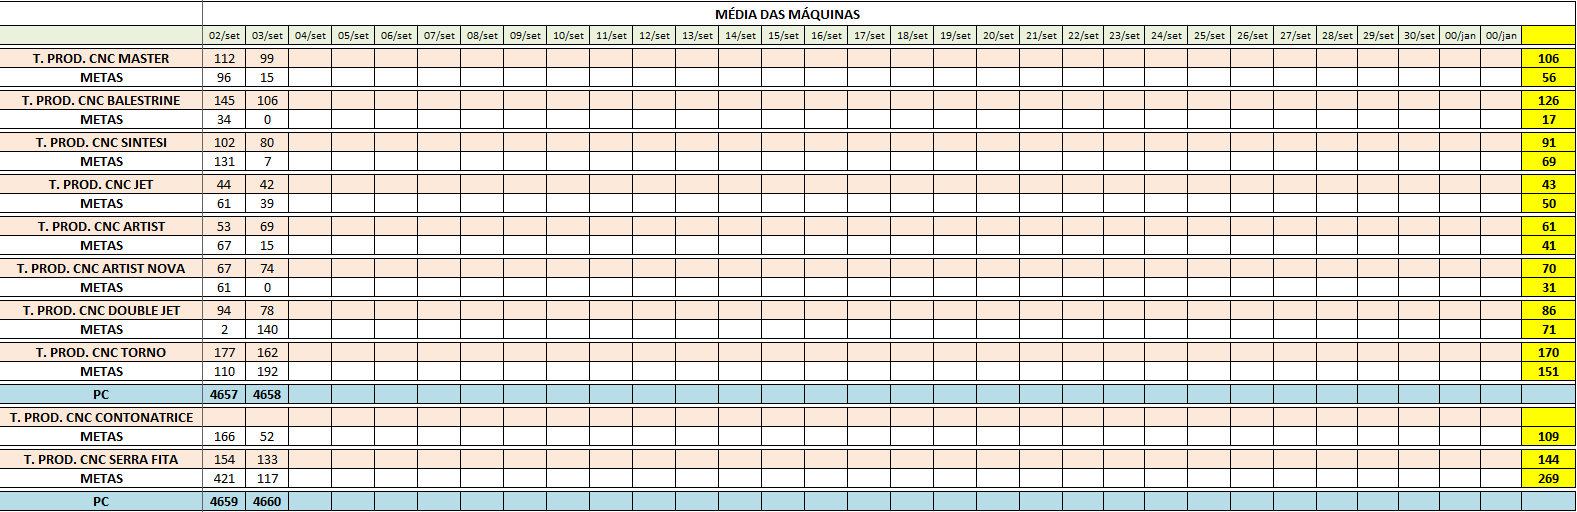 MÉDIA DAS MÁQUINAS
02/set 03/set 04/set 05/set 06/set 07/set 08/set 09/set 10/set 11/set 12/set 13/set 14/set 15/set 16/set 17/set 18/set 19/set 20/set 21/set 22/set 23/set 24/set 25/set 26/set 27/set 28/set 29/set 30/set 00/jan 00/jan
T. PROD. CNC MASTER 112 99 106
METAS 96 15 56
T. PROD. CNC BALESTRINE 145 106 126
METAS 34 0 17
T. PROD. CNC SINTESI 102 80 91
METAS 131 7 69
T. PROD. CNC JET 44 42 43
METAS 61 39 50
T. PROD. CNC ARTIST 53 69 61
METAS 67 15 41
T. PROD. CNC ARTIST NOVA 67 74 70
METAS 61 0 31
T. PROD. CNC DOUBLE JET 94 78 86
METAS 2 140 71
T. PROD. CNC TORNO 177 162 170
METAS 110 192 151
PC 4657 4658
T. PROD. CNC CONTONATRICE
METAS 166 52 109
T. PROD. CNC SERRA FITA 154 133 144
METAS 421 117 269
PC 4659 4660